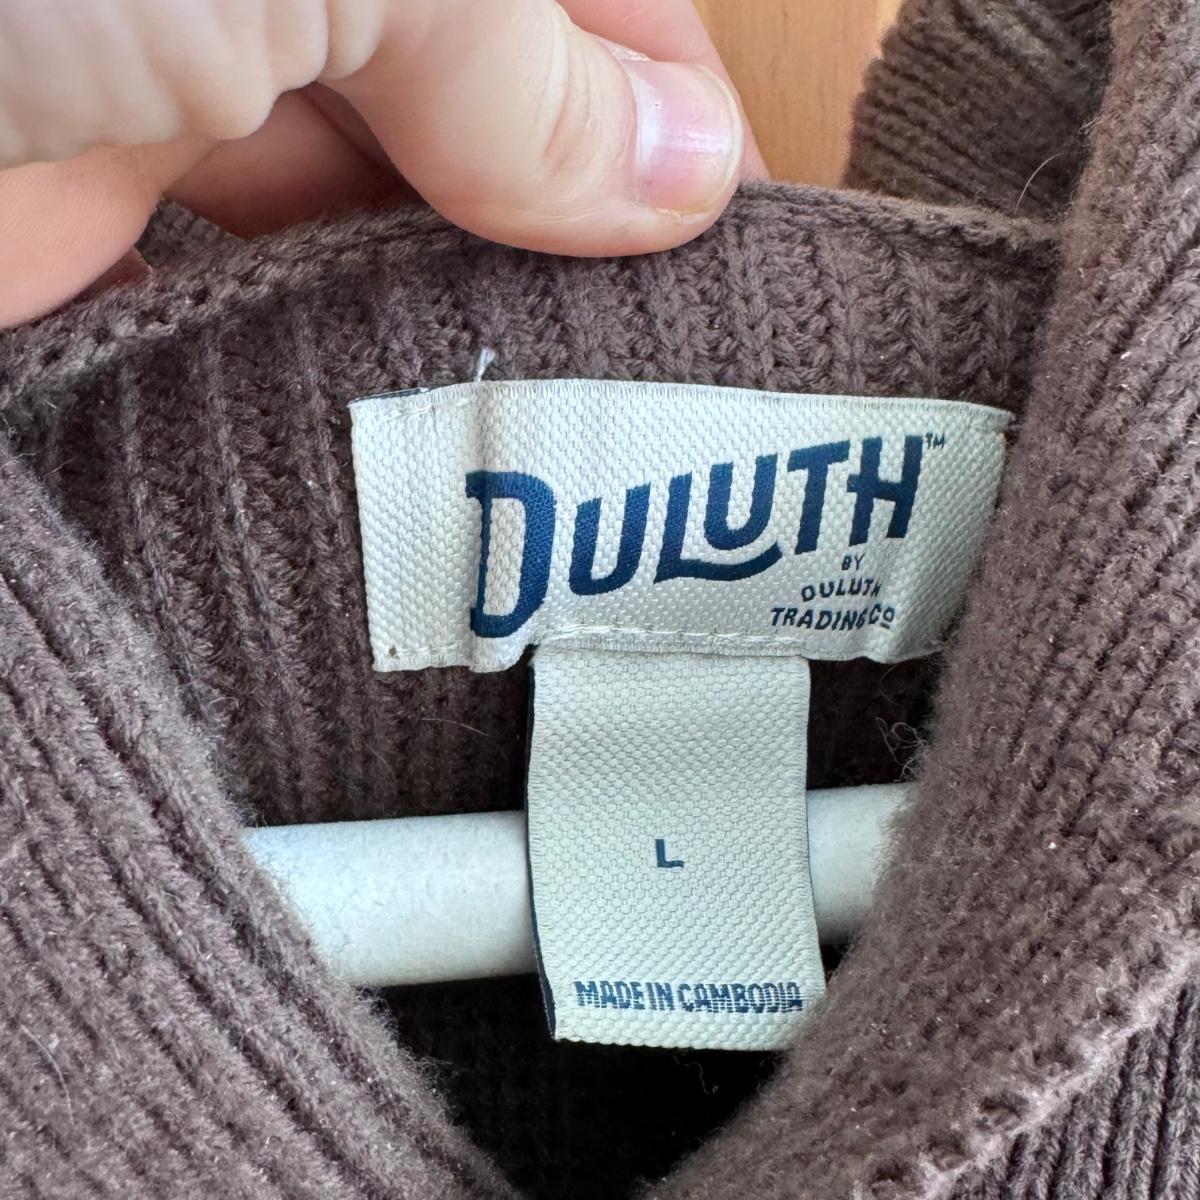 DULUTH™
BY
DULUTH
TRADING CO
L
MADE IN CAMBODIA